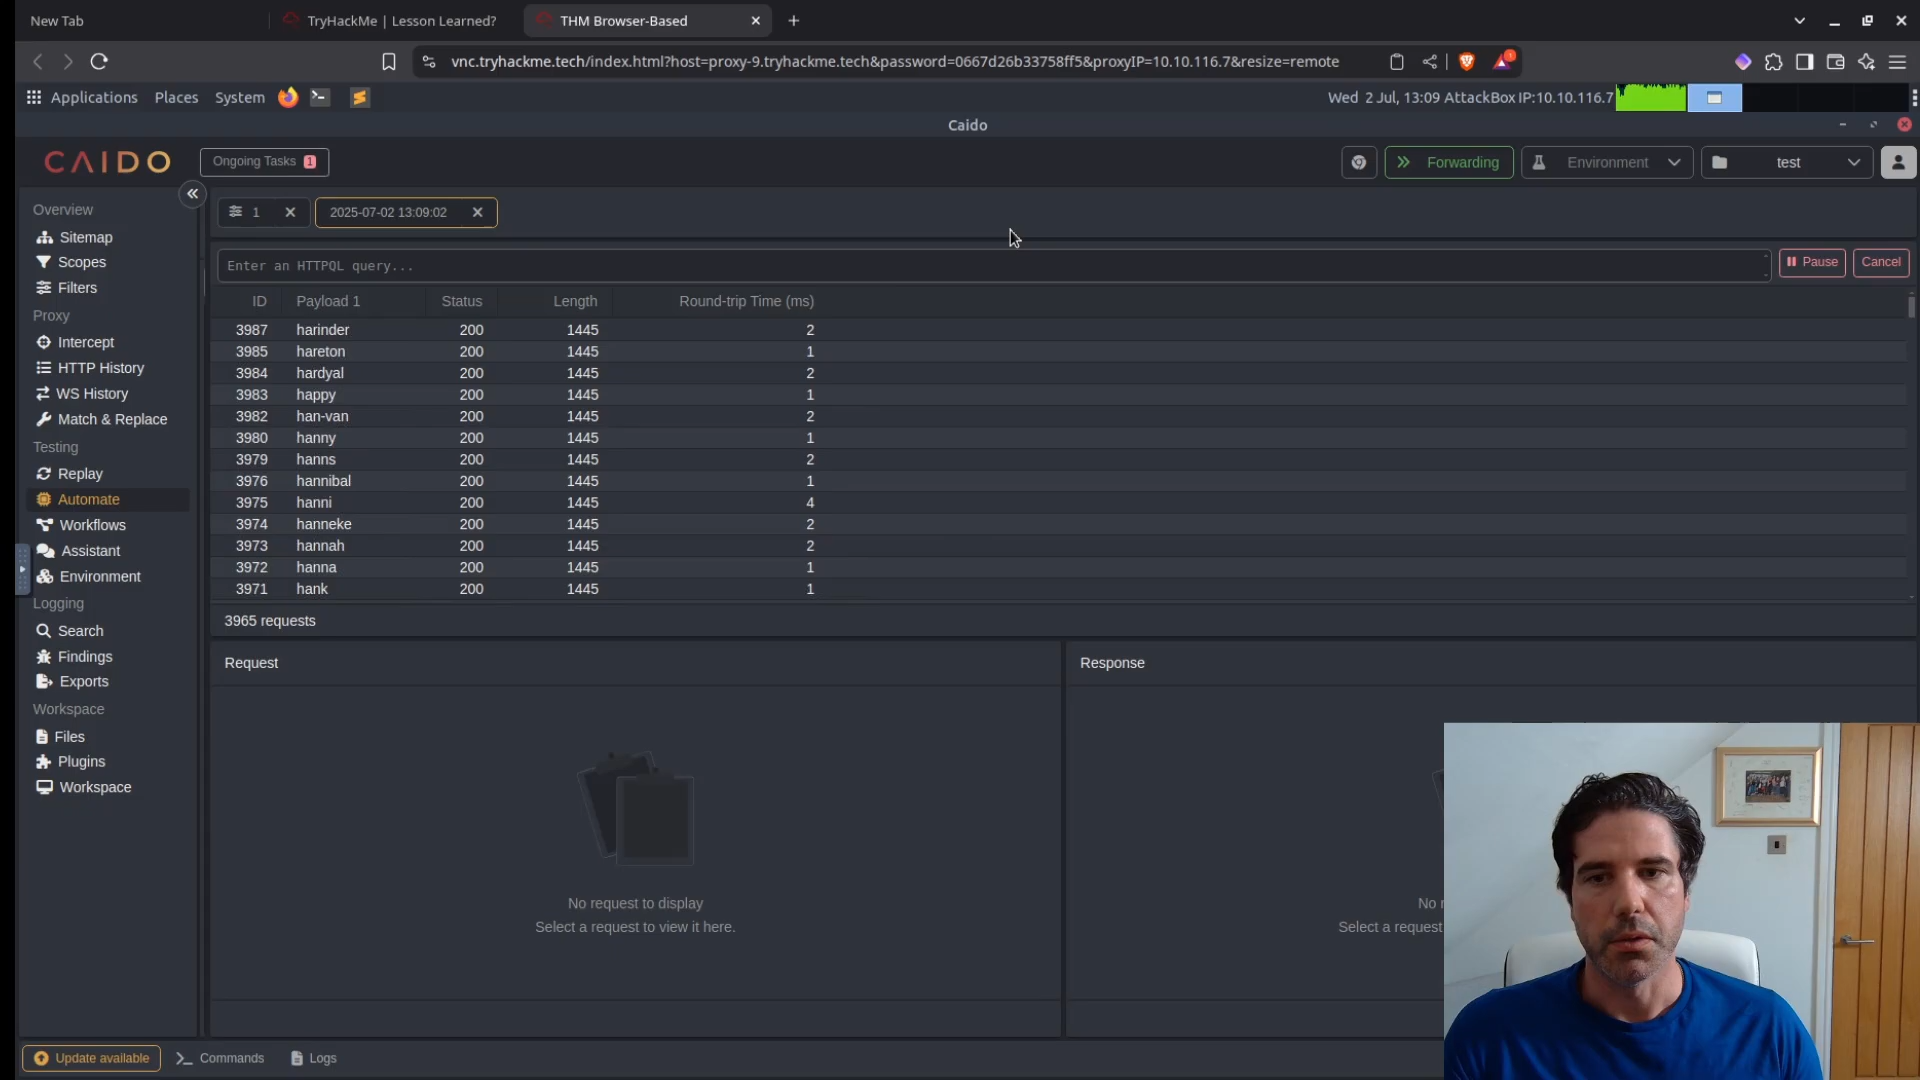 New Tab
TryHackMe | Lesson Learned?
THM Browser-Based
vnc.tryhackme.tech/index.html?host=proxy-9.tryhackme.tech&password=0667d26b33758ff5&proxyIP=10.10.116.7&resize=remote
Applications Places System
Wed 2 Jul, 13:09 AttackBox IP:10.10.116.7
Caido
CAIDO
Ongoing Tasks 1
Forwarding
Environment
test
Overview
Sitemap
Scopes
Filters
Proxy
Intercept
HTTP History
WS History
Match & Replace
Testing
Replay
Automate
Workflows
Assistant
Environment
Logging
Search
Findings
Exports
Workspace
Files
Plugins
Workspace
1
2025-07-02 13:09:02
Enter an HTTPQL query...
Pause
Cancel
ID Payload 1 Status Length Round-trip Time (ms)
3987 harinder 200 1445 2
3985 hareton 200 1445 1
3984 hardyal 200 1445 2
3983 happy 200 1445 1
3982 han-van 200 1445 2
3980 hanny 200 1445 1
3979 hanns 200 1445 2
3976 hannibal 200 1445 1
3975 hanni 200 1445 4
3974 hanneke 200 1445 2
3973 hannah 200 1445 2
3972 hanna 200 1445 1
3971 hank 200 1445 1
3965 requests
Request
No request to display
Select a request to view it here.
Response
No r
Select a request
Update available
Commands
Logs